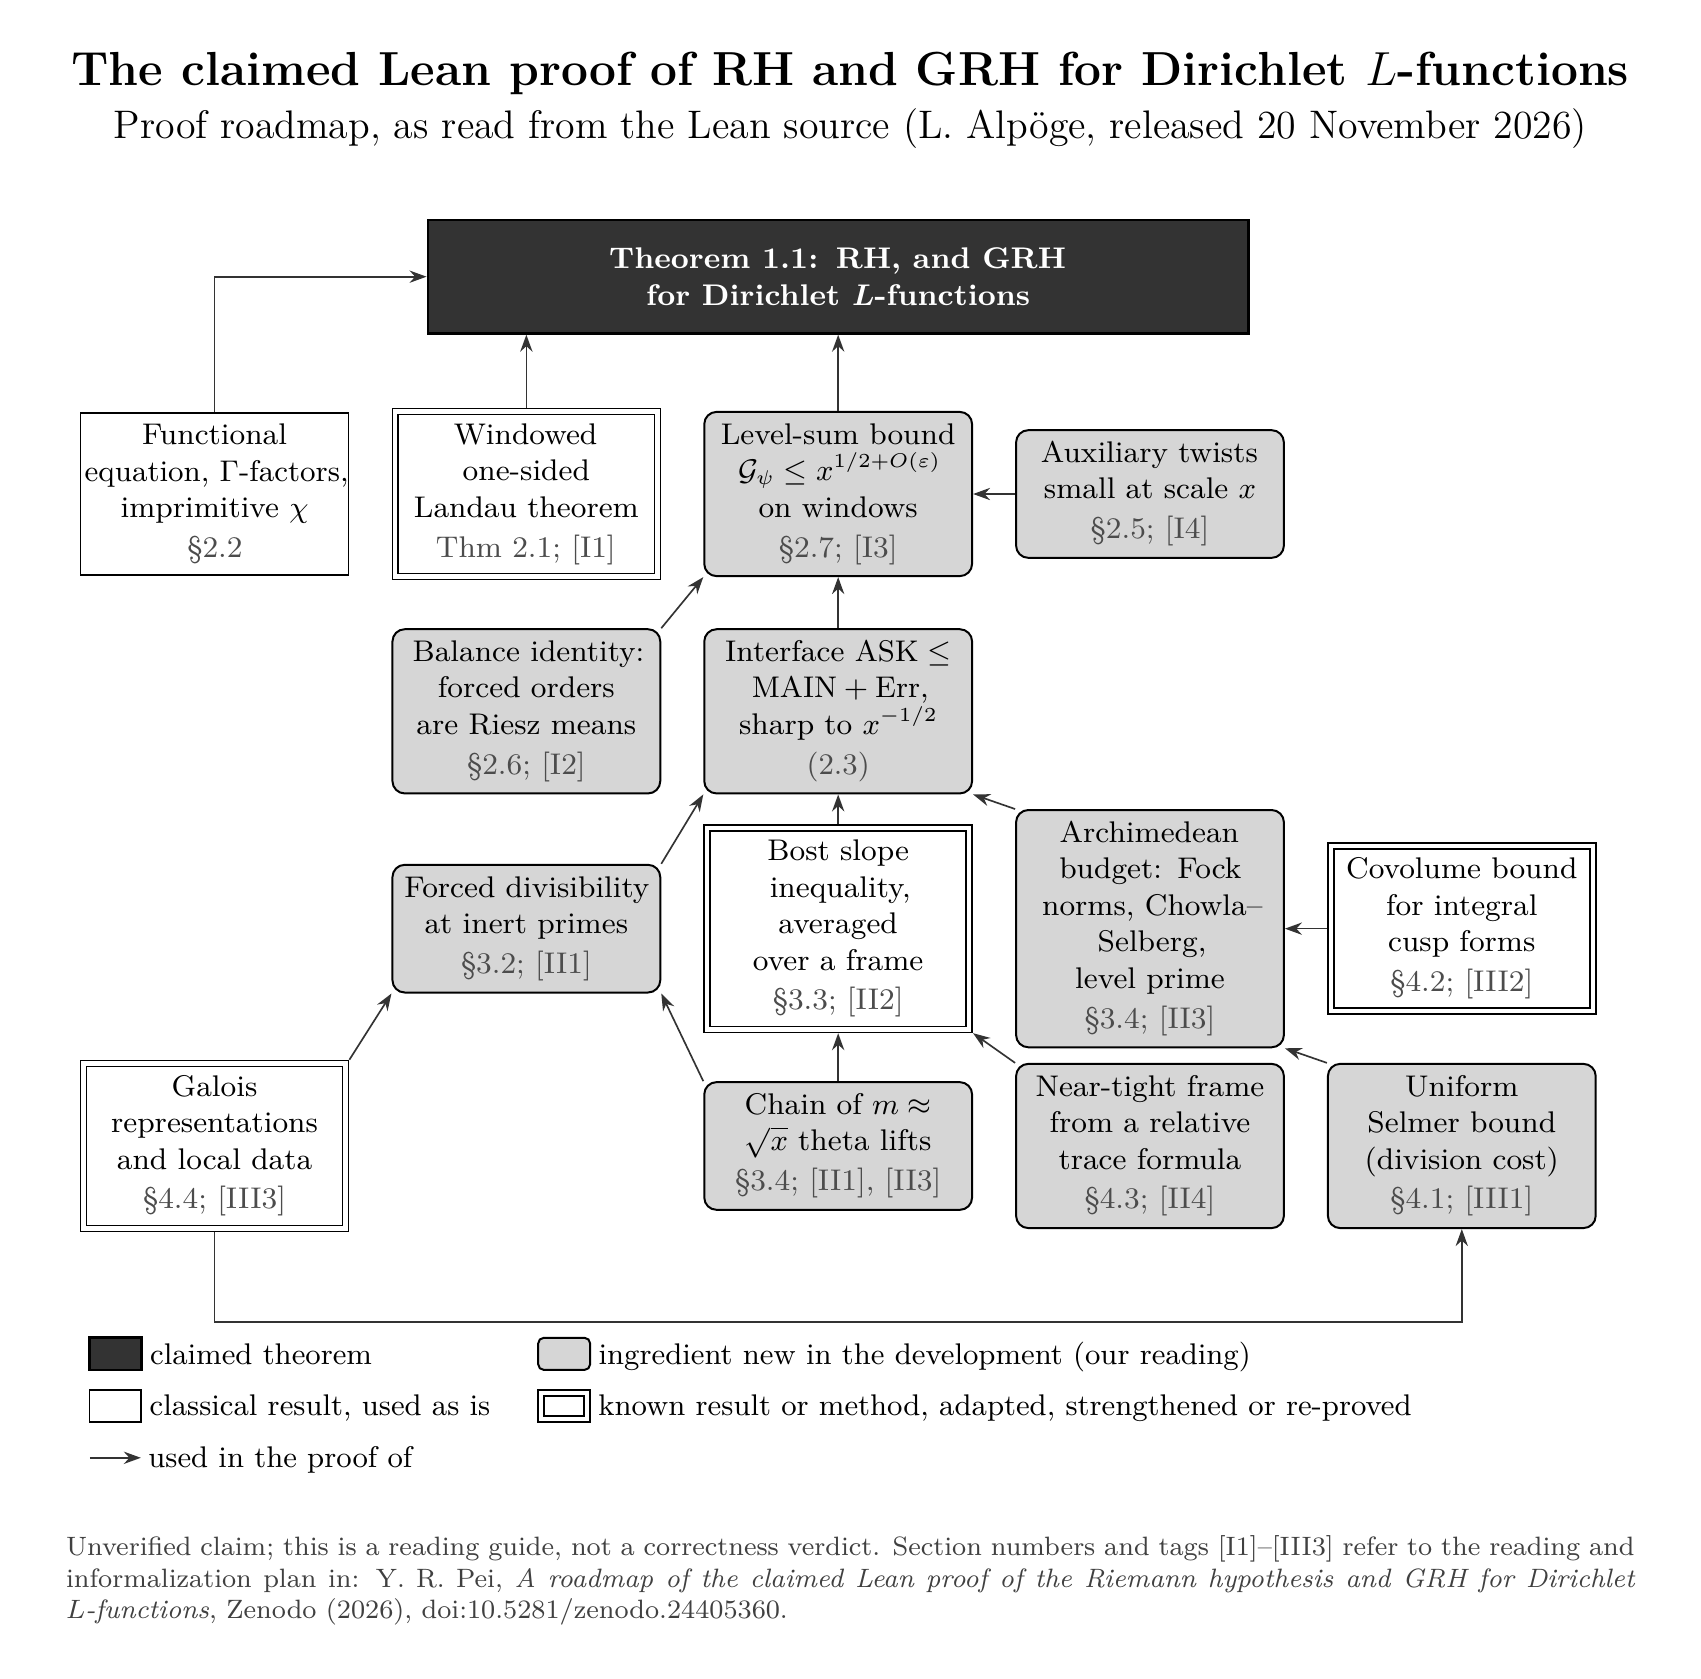 The claimed Lean proof of RH and GRH for Dirichlet L-functions
Proof roadmap, as read from the Lean source (L. Alpöge, released 20 November 2026)
Theorem 1.1: RH, and GRH
for Dirichlet L-functions
Functional
equation, Γ-factors,
imprimitive χ
§2.2
Windowed
one-sided
Landau theorem
Thm 2.1; [I1]
Level-sum bound
𝒢_ψ ≤ x^{1/2+O(ε)}
on windows
§2.7; [I3]
Auxiliary twists
small at scale x
§2.5; [I4]
Balance identity:
forced orders
are Riesz means
§2.6; [I2]
Interface ASK ≤
MAIN + Err,
sharp to x^{−1/2}
(2.3)
Forced divisibility
at inert primes
§3.2; [II1]
Bost slope
inequality,
averaged
over a frame
§3.3; [II2]
Archimedean
budget: Fock
norms, Chowla–
Selberg,
level prime
§3.4; [II3]
Covolume bound
for integral
cusp forms
§4.2; [III2]
Galois
representations
and local data
§4.4; [III3]
Chain of m ≈
√x theta lifts
§3.4; [II1], [II3]
Near-tight frame
from a relative
trace formula
§4.3; [II4]
Uniform
Selmer bound
(division cost)
§4.1; [III1]
claimed theorem
ingredient new in the development (our reading)
classical result, used as is
known result or method, adapted, strengthened or re-proved
used in the proof of
Unverified claim; this is a reading guide, not a correctness verdict. Section numbers and tags [I1]–[III3] refer to the reading and
informalization plan in: Y. R. Pei, A roadmap of the claimed Lean proof of the Riemann hypothesis and GRH for Dirichlet
L-functions, Zenodo (2026), doi:10.5281/zenodo.24405360.